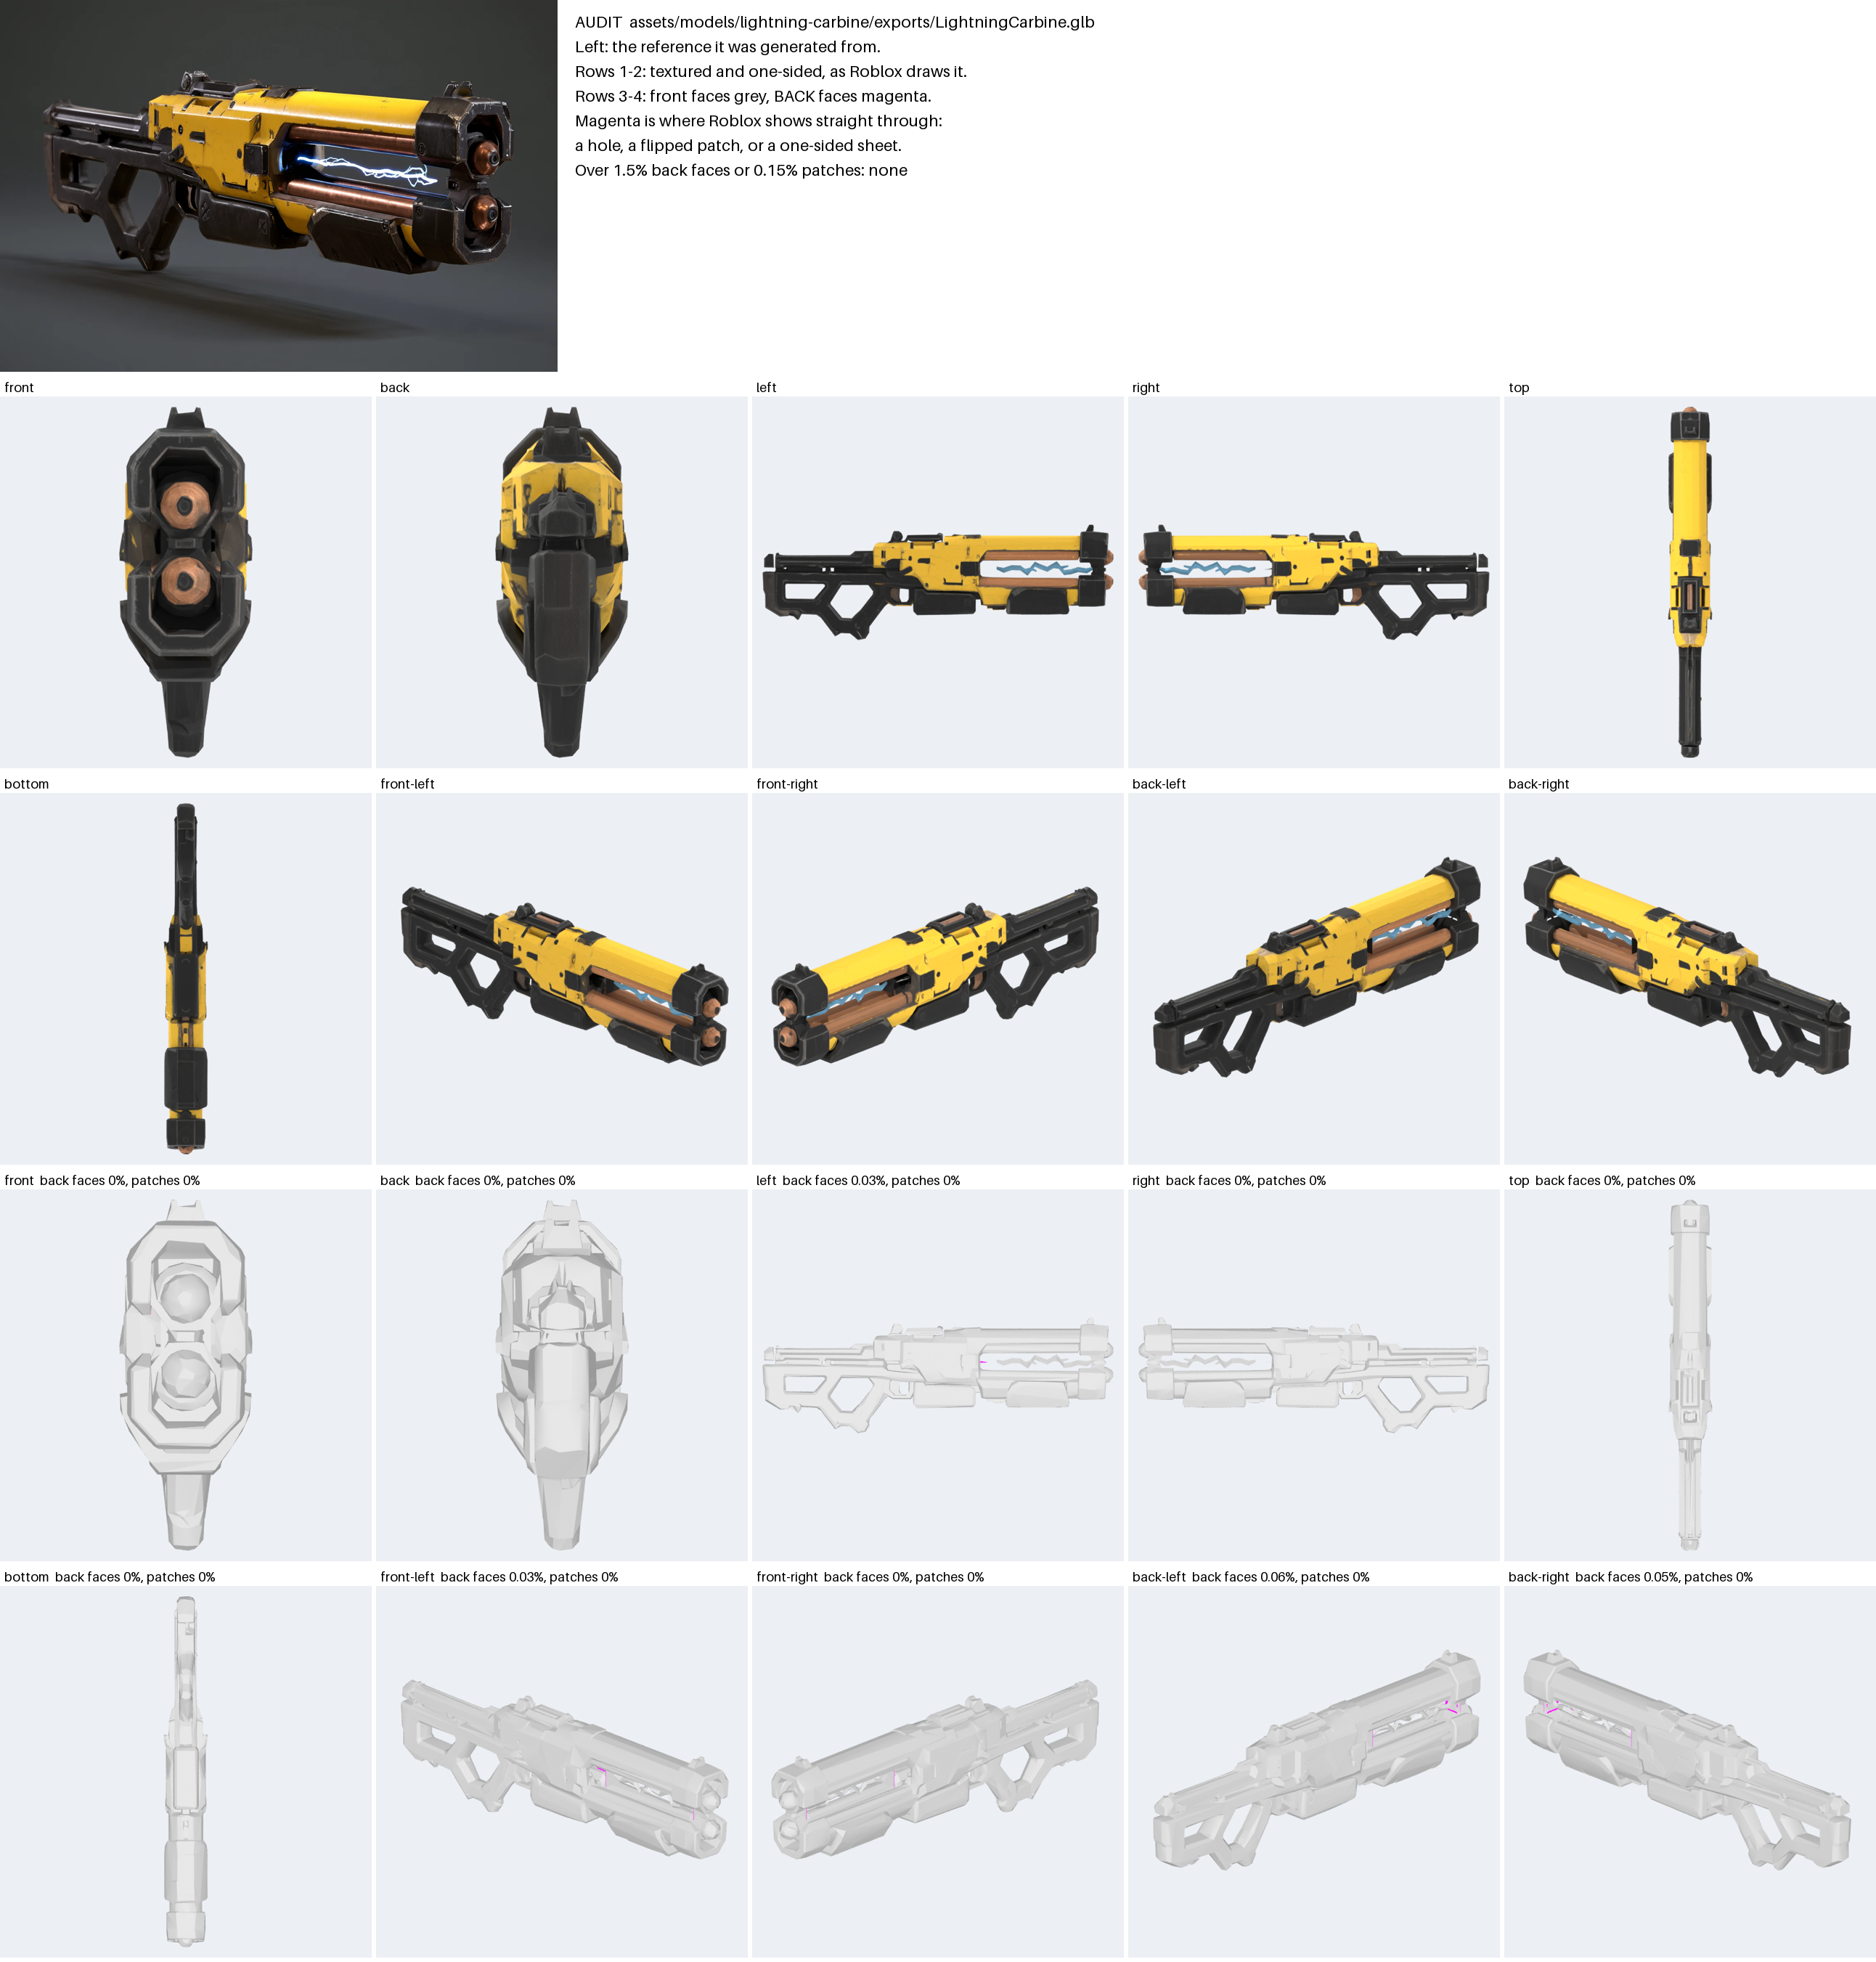 AUDIT  assets/models/lightning-carbine/exports/LightningCarbine.glb
Left: the reference it was generated from.
Rows 1-2: textured and one-sided, as Roblox draws it.
Rows 3-4: front faces grey, BACK faces magenta.
Magenta is where Roblox shows straight through:
a hole, a flipped patch, or a one-sided sheet.
Over 1.5% back faces or 0.15% patches: none
front
back
left
right
top
bottom
front-left
front-right
back-left
back-right
front  back faces 0%, patches 0%
back  back faces 0%, patches 0%
left  back faces 0.03%, patches 0%
right  back faces 0%, patches 0%
top  back faces 0%, patches 0%
bottom  back faces 0%, patches 0%
front-left  back faces 0.03%, patches 0%
front-right  back faces 0%, patches 0%
back-left  back faces 0.06%, patches 0%
back-right  back faces 0.05%, patches 0%